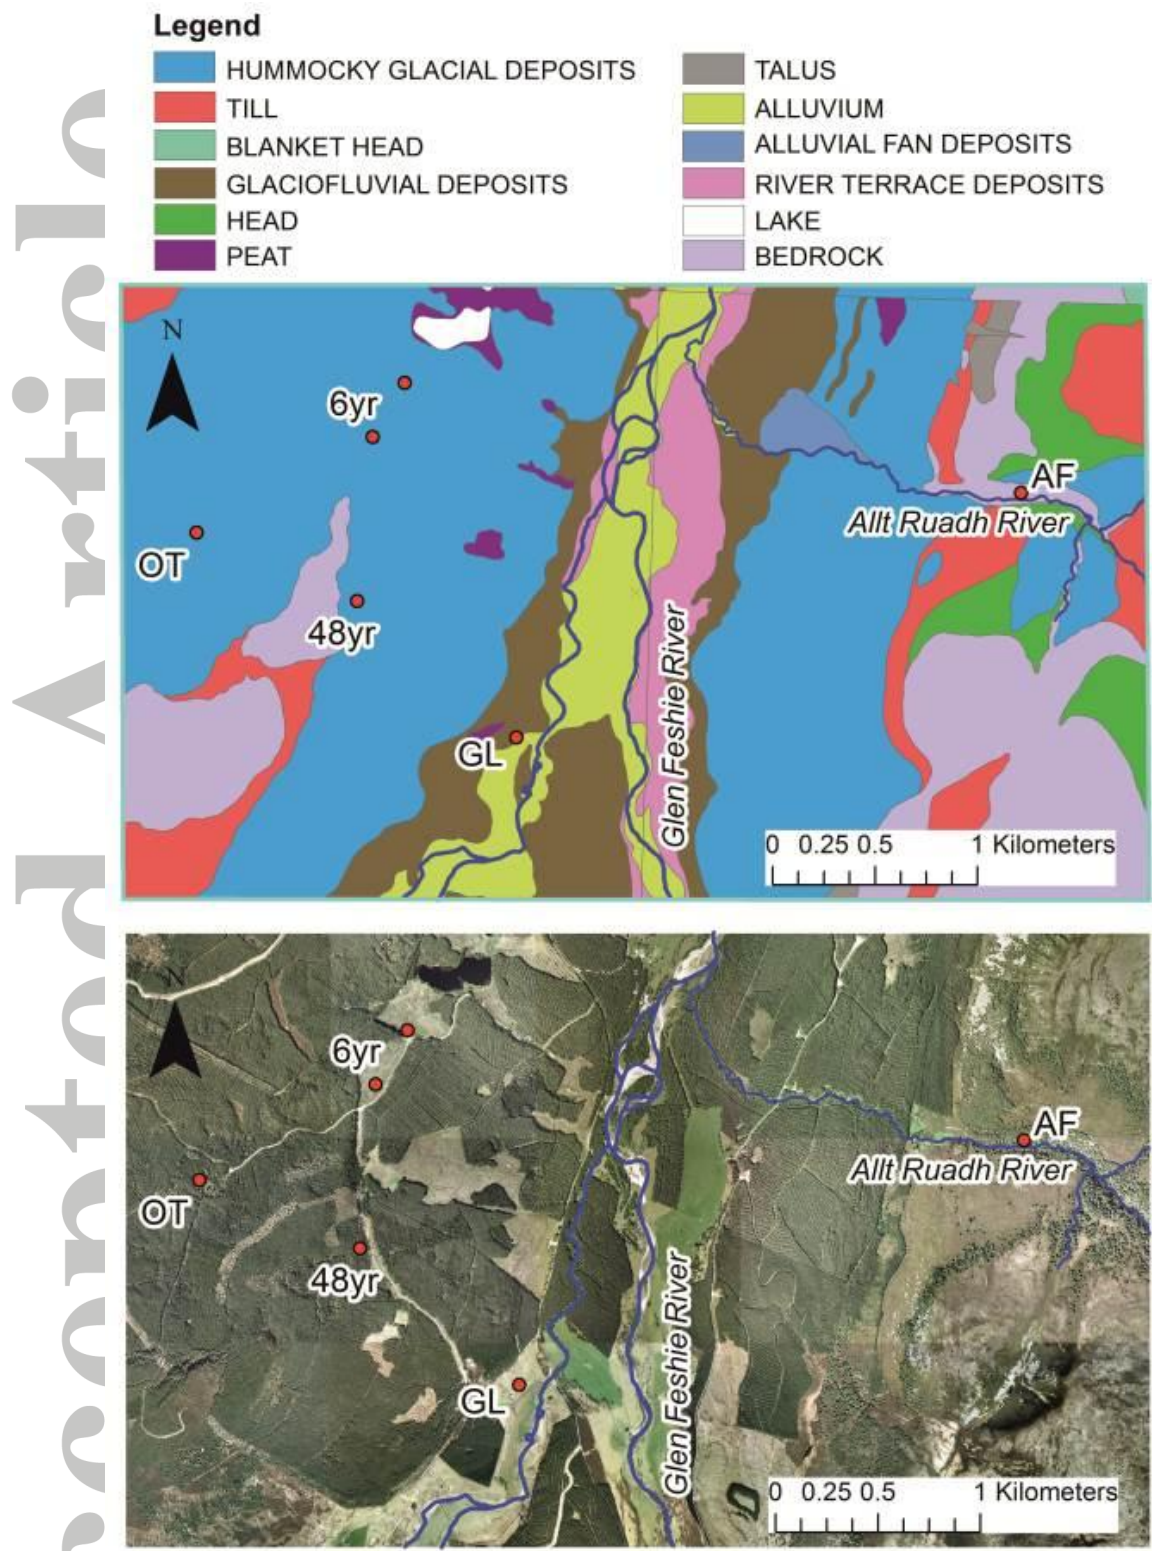 Legend
HUMMOCKY GLACIAL DEPOSITS
TILL
BLANKET HEAD
GLACIOFLUVIAL DEPOSITS
HEAD
PEAT
TALUS
ALLUVIUM
ALLUVIAL FAN DEPOSITS
RIVER TERRACE DEPOSITS
LAKE
BEDROCK
N
6yr
OT
48yr
GL
AF
Allt Ruadh River
Glen Feshie River
0 0.25 0.5 1 Kilometers
N
6yr
OT
48yr
GL
AF
Allt Ruadh River
Glen Feshie River
0 0.25 0.5 1 Kilometers
Accepted Article